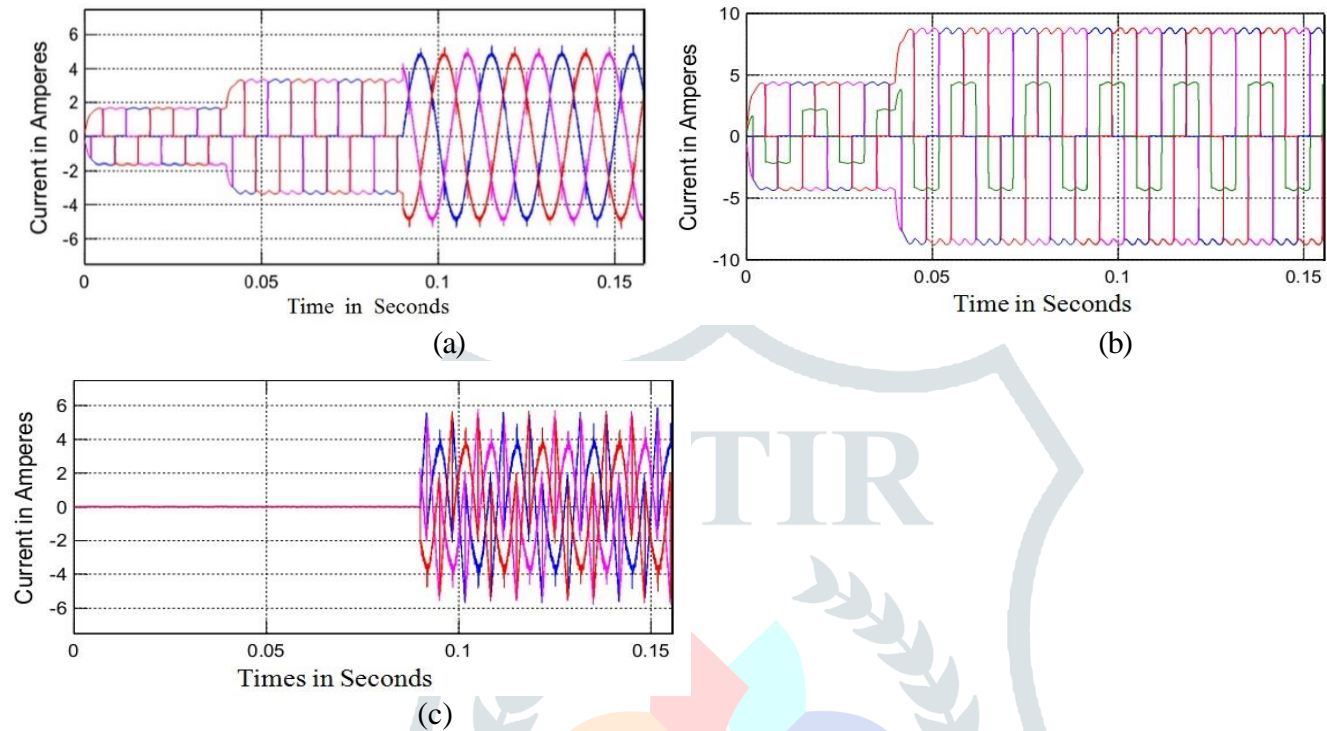 6
4
2
0
-2
-4
-6
Current in Amperes
0 0.05 0.1 0.15
Time in Seconds
(a)
10
5
0
-5
-10
Current in Amperes
0 0.05 0.1 0.15
Time in Seconds
(b)
6
4
2
0
-2
-4
-6
Current in Amperes
0 0.05 0.1 0.15
Times in Seconds
(c)
TIR